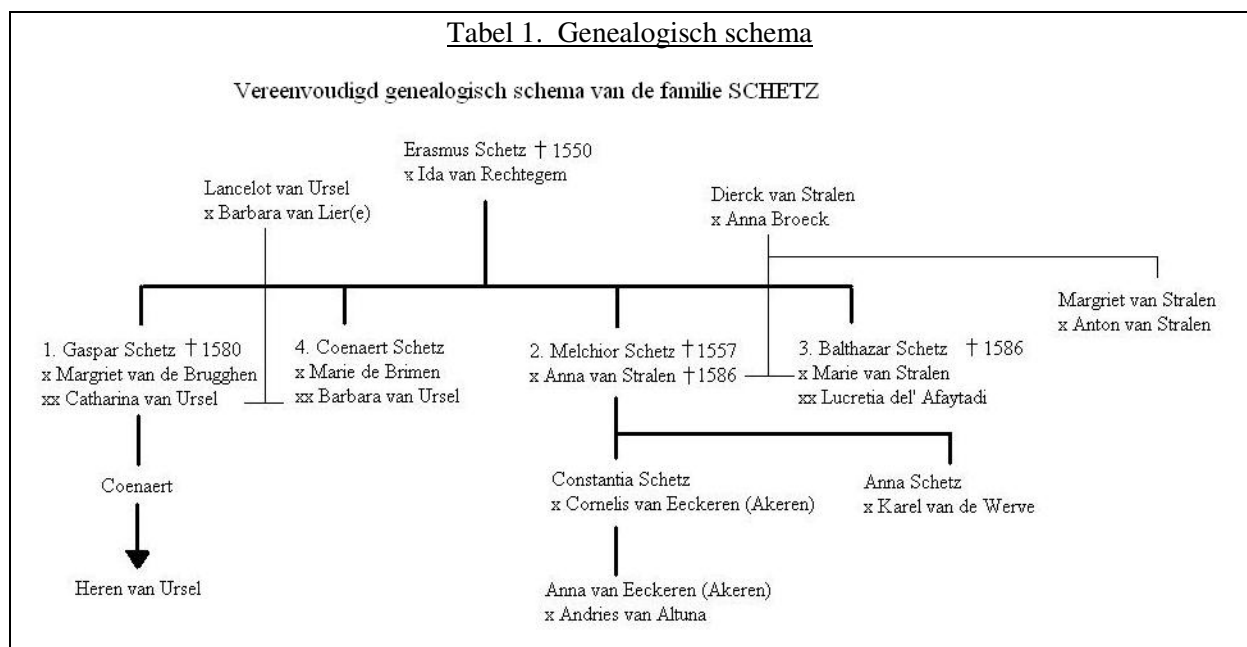 Tabel 1. Genealogisch schema
Vereenvoudigd genealogisch schema van de familie SCHETZ
Erasmus Schetz † 1550
x Ida van Rechtegem
Lancelot van Ursel
x Barbara van Lier(e)
Dierck van Stralen
x Anna Broeck
Margriet van Stralen
x Anton van Stralen
1. Gaspar Schetz † 1580
x Margriet van de Brugghen
xx Catharina van Ursel
4. Coenaert Schetz
x Marie de Brimen
xx Barbara van Ursel
2. Melchior Schetz † 1557
x Anna van Stralen † 1586
3. Balthazar Schetz † 1586
x Marie van Stralen
xx Lucretia del' Afaytadi
Coenaert
Constantia Schetz
x Cornelis van Eeckeren (Akeren)
Anna Schetz
x Karel van de Werve
Heren van Ursel
Anna van Eeckeren (Akeren)
x Andries van Altuna